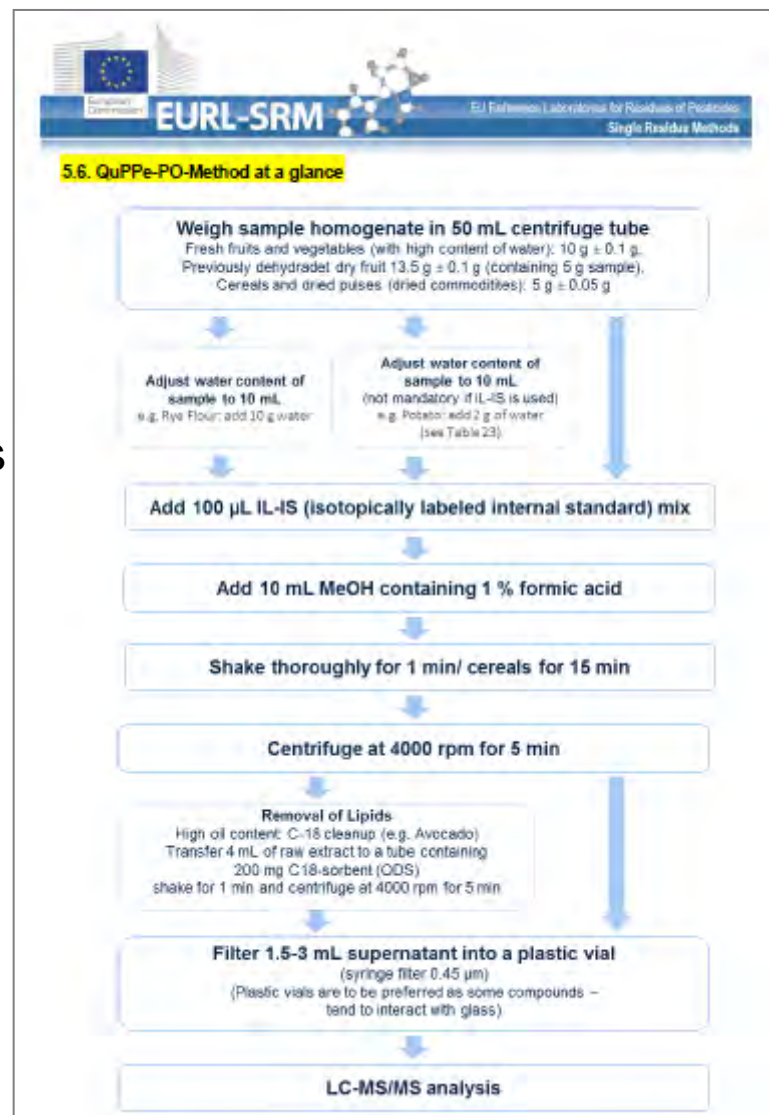 European
Commission
EURL-SRM
EU Reference Laboratories for Residues of Pesticides
Single Residue Methods
5.6. QuPPe-PO-Method at a glance
Weigh sample homogenate in 50 mL centrifuge tube
Fresh fruits and vegetables (with high content of water): 10 g ± 0.1 g,
Previously dehydradet dry fruit 13.5 g ± 0.1 g (containing 5 g sample),
Cereals and dried pulses (dried commoditites): 5 g ± 0.05 g
Adjust water content of
sample to 10 mL
e.g. Rye Flour: add 10 g water
Adjust water content of
sample to 10 mL
(not mandatory if IL-IS is used)
e.g. Potato: add 2 g of water
(see Table 23)
s
Add 100 µL IL-IS (isotopically labeled internal standard) mix
Add 10 mL MeOH containing 1 % formic acid
Shake thoroughly for 1 min/ cereals for 15 min
Centrifuge at 4000 rpm for 5 min
Removal of Lipids
High oil content: C-18 cleanup (e.g. Avocado)
Transfer 4 mL of raw extract to a tube containing
200 mg C18-sorbent (ODS)
shake for 1 min and centrifuge at 4000 rpm for 5 min
Filter 1.5-3 mL supernatant into a plastic vial
(syringe filter 0.45 µm)
(Plastic vials are to be preferred as some compounds –
tend to interact with glass)
LC-MS/MS analysis